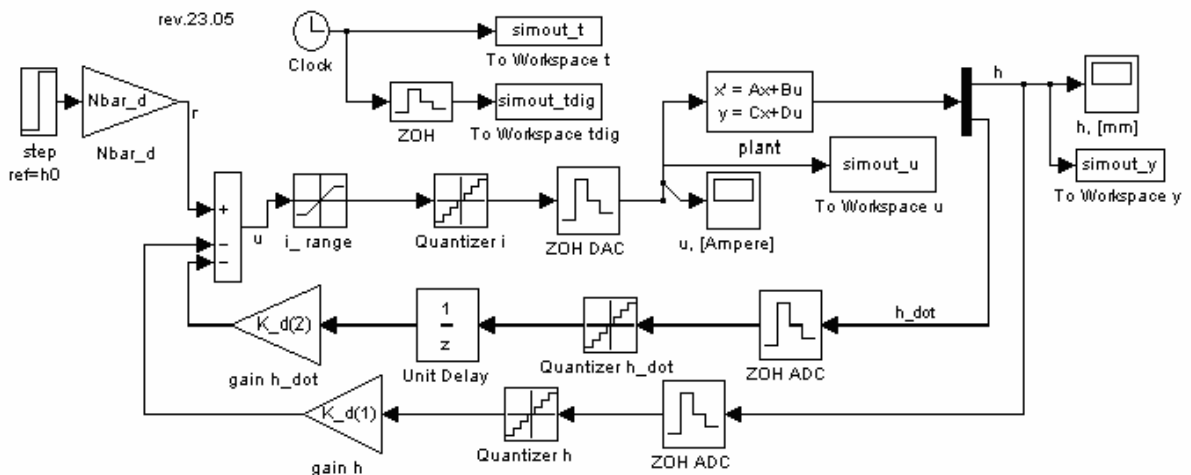 rev.23.05
Clock
simout_t
To Workspace t
ZOH
simout_tdig
To Workspace tdig
step
ref=h0
Nbar_d
Nbar_d
r
x' = Ax+Bu
y = Cx+Du
plant
h
h, [mm]
simout_u
To Workspace u
simout_y
To Workspace y
+
−
−
u
i_ range
Quantizer i
ZOH DAC
u, [Ampere]
K_d(2)
gain h_dot
1
z
Unit Delay
Quantizer h_dot
ZOH ADC
h_dot
K_d(1)
gain h
Quantizer h
ZOH ADC